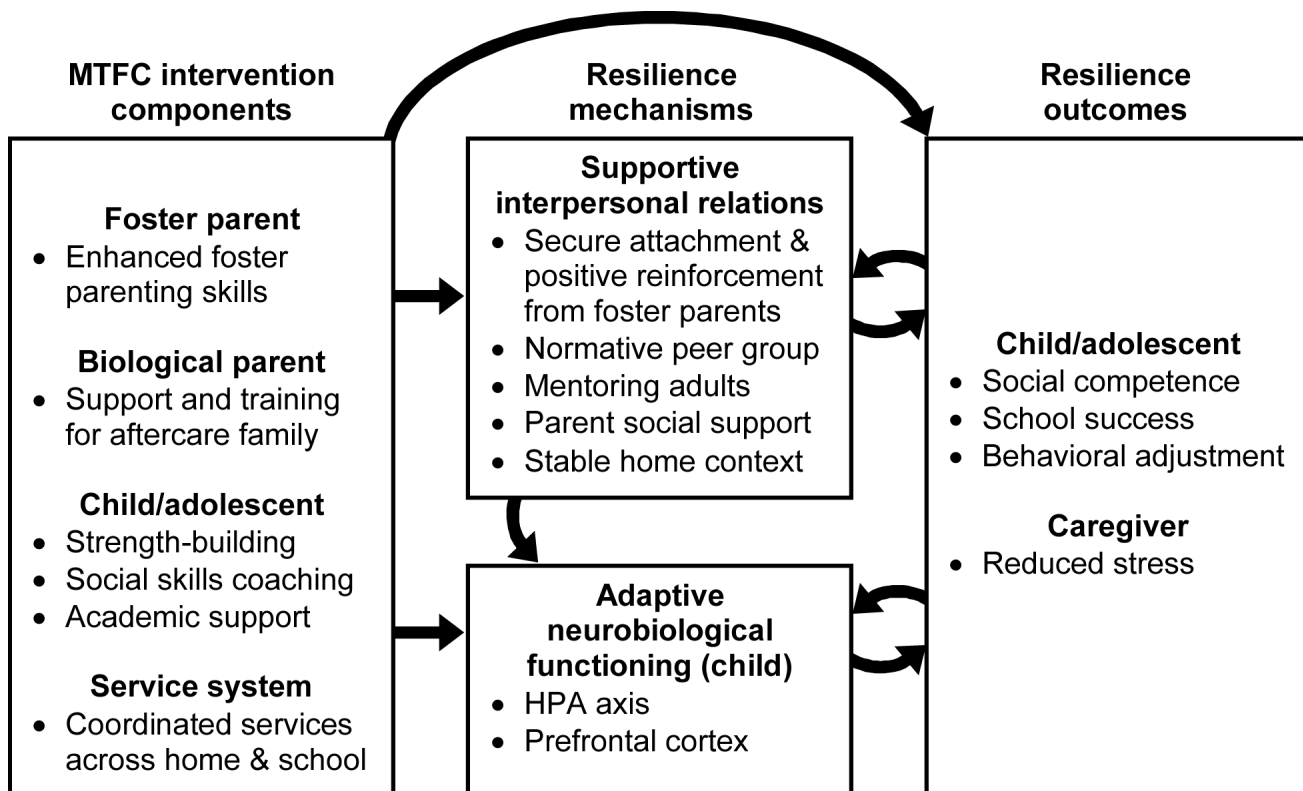 MTFC intervention
components
Foster parent
• Enhanced foster
parenting skills
Biological parent
• Support and training
for aftercare family
Child/adolescent
• Strength-building
• Social skills coaching
• Academic support
Service system
• Coordinated services
across home & school
Resilience
mechanisms
Supportive
interpersonal relations
• Secure attachment &
positive reinforcement
from foster parents
• Normative peer group
• Mentoring adults
• Parent social support
• Stable home context
Adaptive
neurobiological
functioning (child)
• HPA axis
• Prefrontal cortex
Resilience
outcomes
Child/adolescent
• Social competence
• School success
• Behavioral adjustment
Caregiver
• Reduced stress